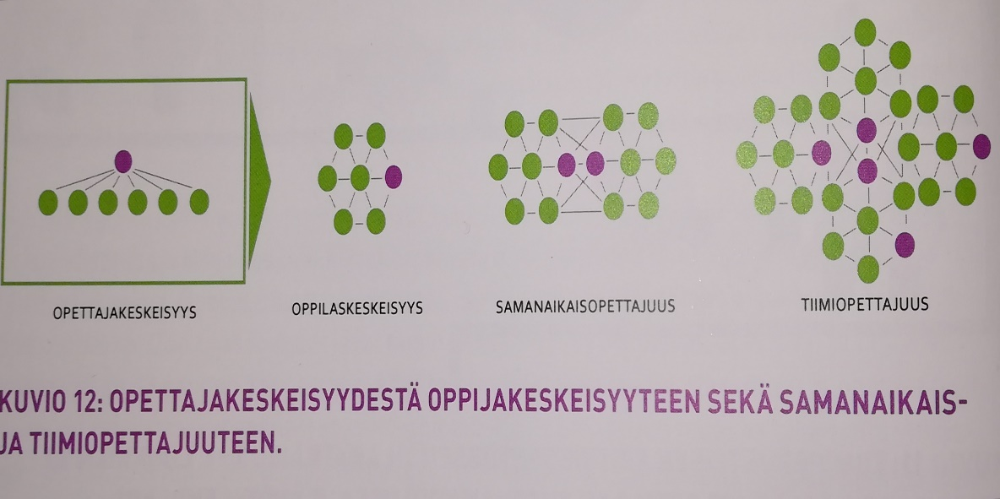 OPETTAJAKESKEISYYS
OPPILASKESKEISYYS
SAMANAIKAISOPETTAJUUS
TIIMIOPETTAJUUS
KUVIO 12: OPETTAJAKESKEISYYDESTÄ OPPIJAKESKEISYYTEEN SEKÄ SAMANAIKAIS-
JA TIIMIOPETTAJUUTEEN.